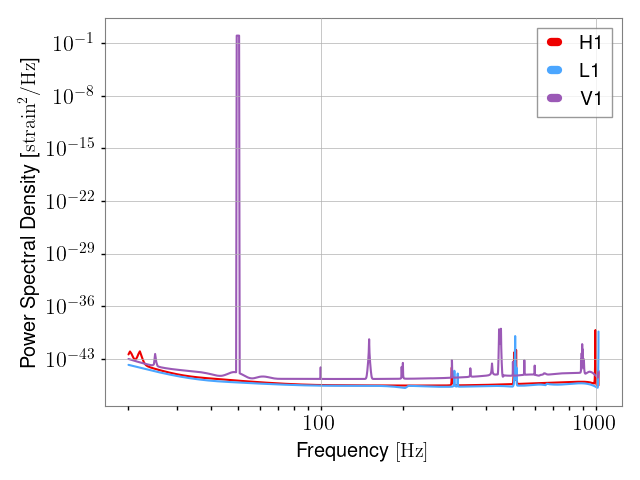 Power Spectral Density [strain²/Hz]
10⁻¹
10⁻⁸
10⁻¹⁵
10⁻²²
10⁻²⁹
10⁻³⁶
10⁻⁴³
H1
L1
V1
100
1000
Frequency [Hz]